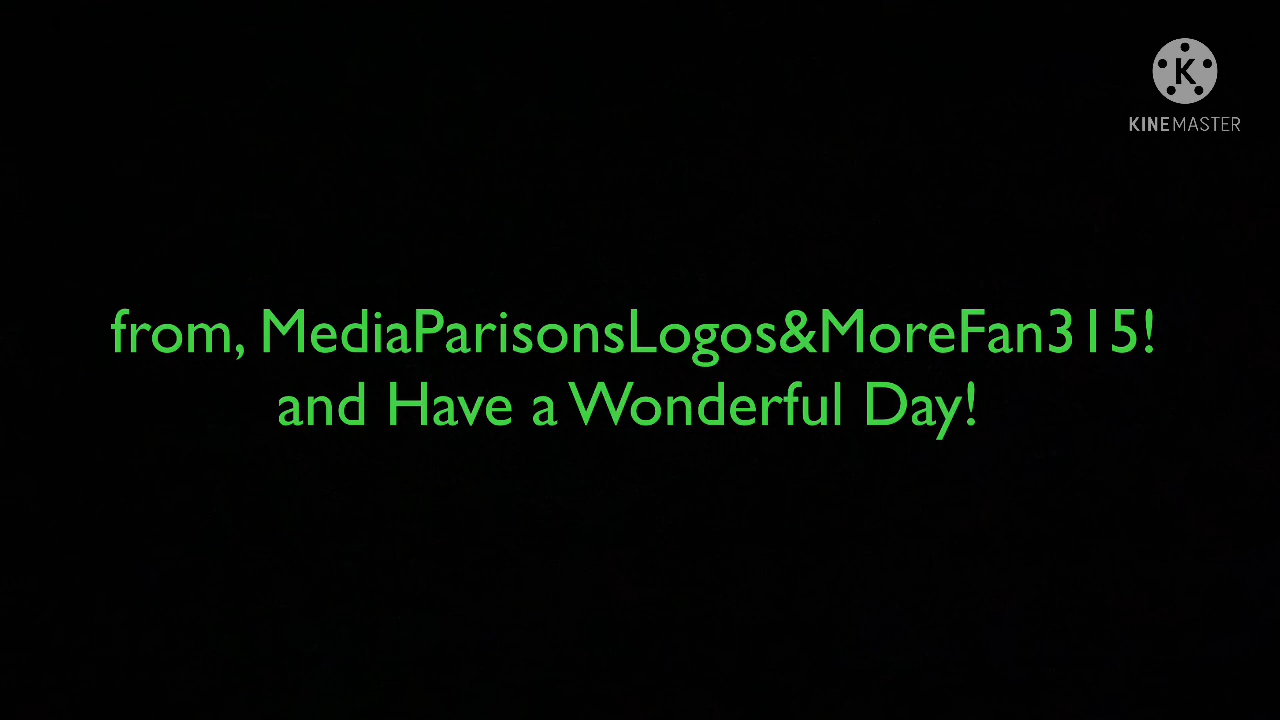 K
KINEMASTER
from, MediaParisonsLogos&MoreFan315!
and Have a Wonderful Day!